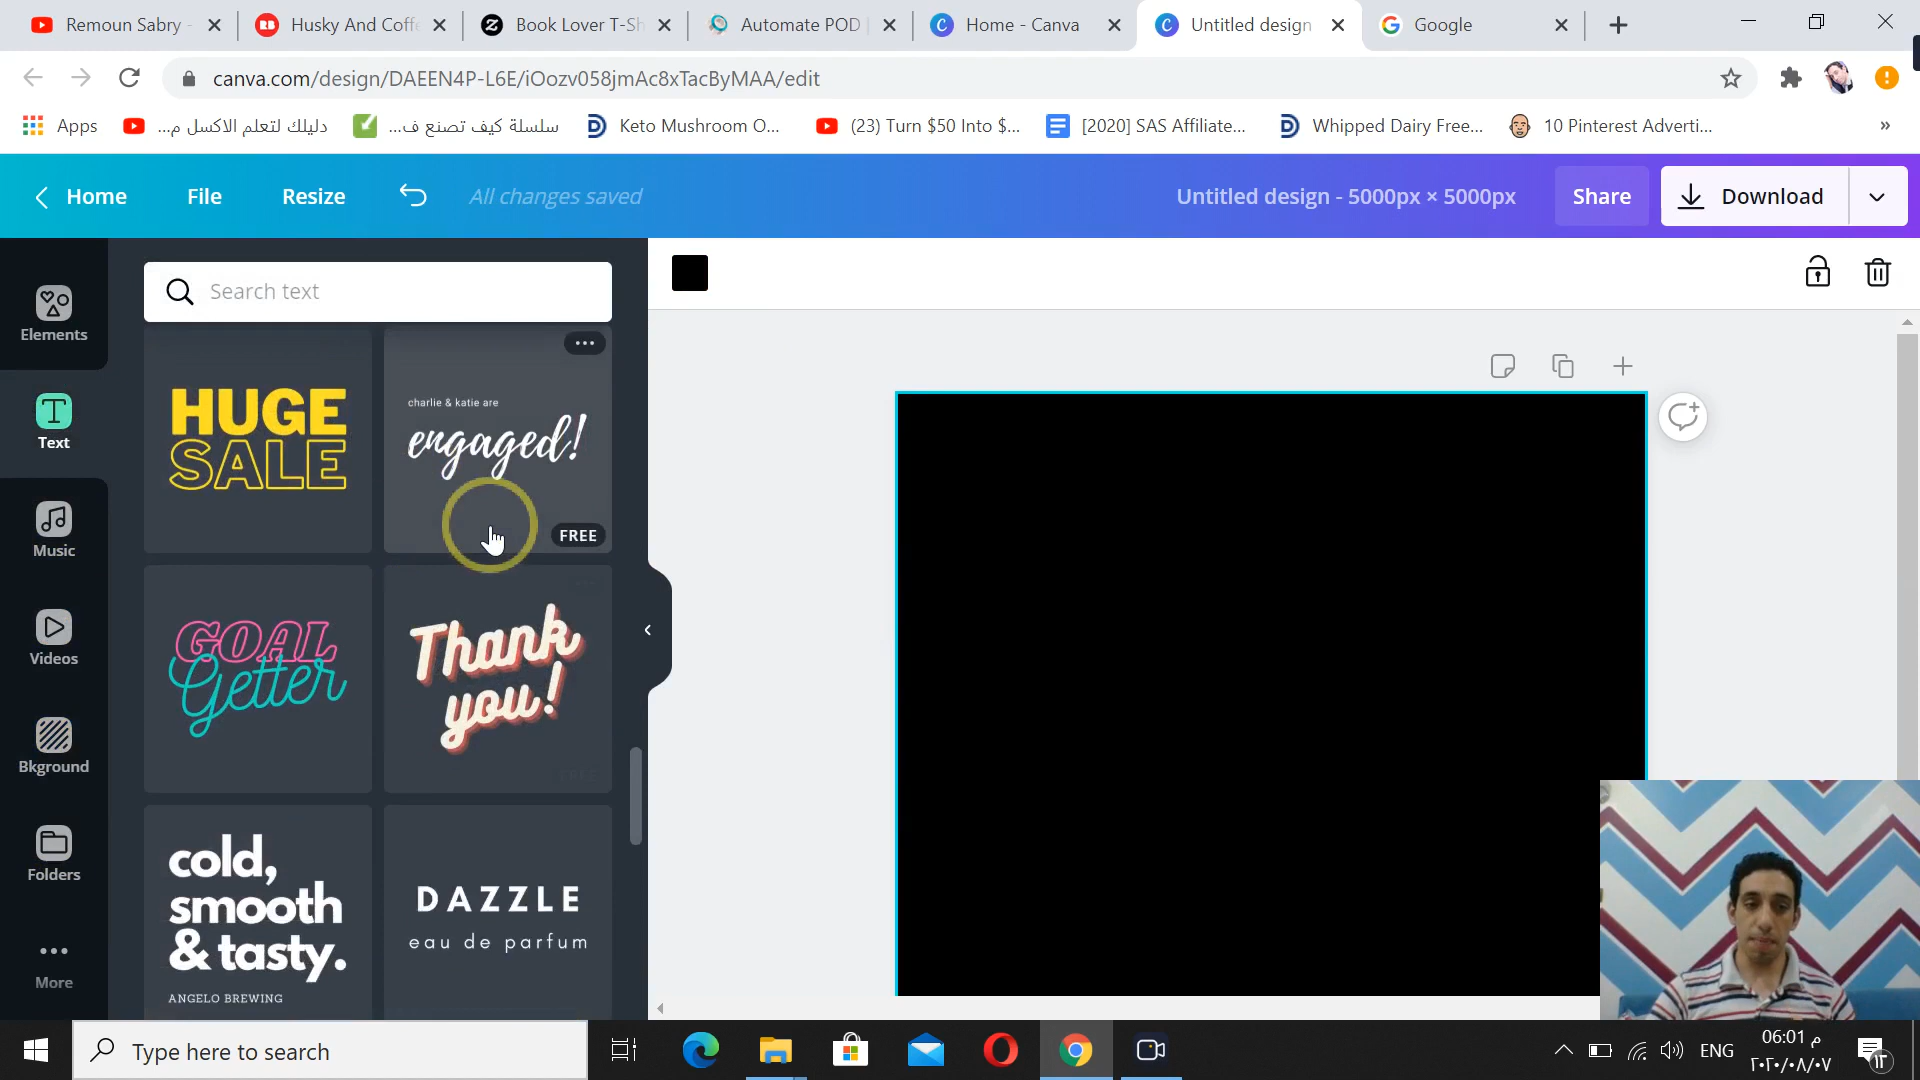 Remoun Sabry -
Husky And Coffe
Book Lover T-Sh
Automate POD |
Home - Canva
Untitled design
Google
canva.com/design/DAEEN4P-L6E/iOozv058jmAc8xTacByMAA/edit
Apps
دليلك لتعلم الاكسل م...
سلسلة كيف تصنع ف...
Keto Mushroom O...
(23) Turn $50 Into $...
[2020] SAS Affiliate...
Whipped Dairy Free...
10 Pinterest Adverti...
»
Home
File
Resize
All changes saved
Untitled design - 5000px × 5000px
Share
Download
Elements
Text
Music
Videos
Bkground
Folders
More
Search text
HUGE
SALE
charlie & katie are
engaged!
FREE
GOAL
Getter
Thank
you!
cold,
smooth
& tasty.
ANGELO BREWING
DAZZLE
eau de parfum
Type here to search
ENG
06:01 م
٢٠٢٠/٠٨/٠٧
١٣